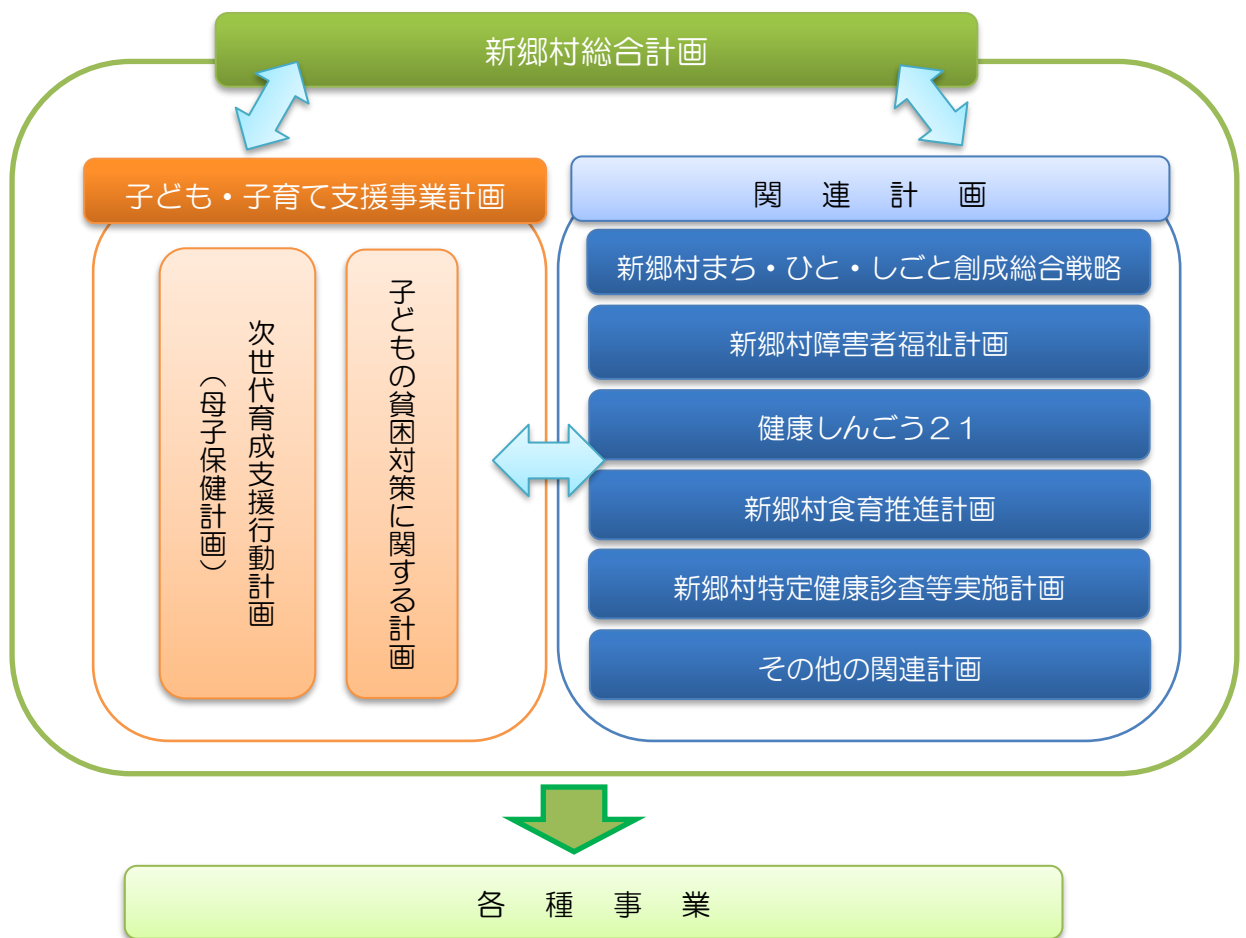 新郷村総合計画
子ども・子育て支援事業計画
次世代育成支援行動計画
（母子保健計画）
子どもの貧困対策に関する計画
関連計画
新郷村まち・ひと・しごと創成総合戦略
新郷村障害者福祉計画
健康しんごう２１
新郷村食育推進計画
新郷村特定健康診査等実施計画
その他の関連計画
各種事業